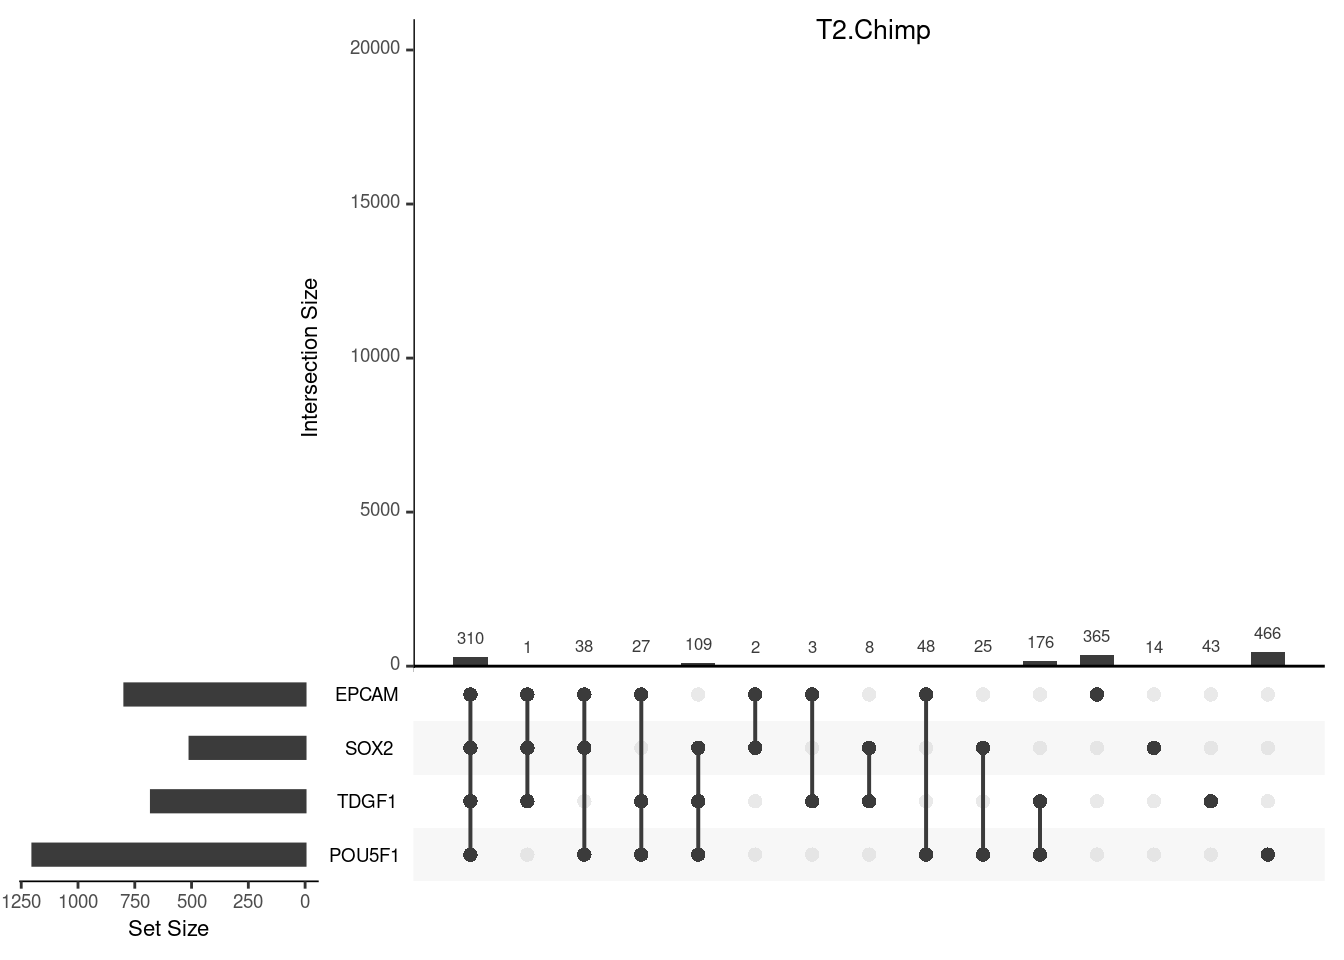 T2.Chimp
20000
15000
10000
5000
0
Intersection Size
310 1 38 27 109 2 3 8 48 25 176 365 14 43 466
EPCAM
SOX2
TDGF1
POU5F1
1250 1000 750 500 250 0
Set Size